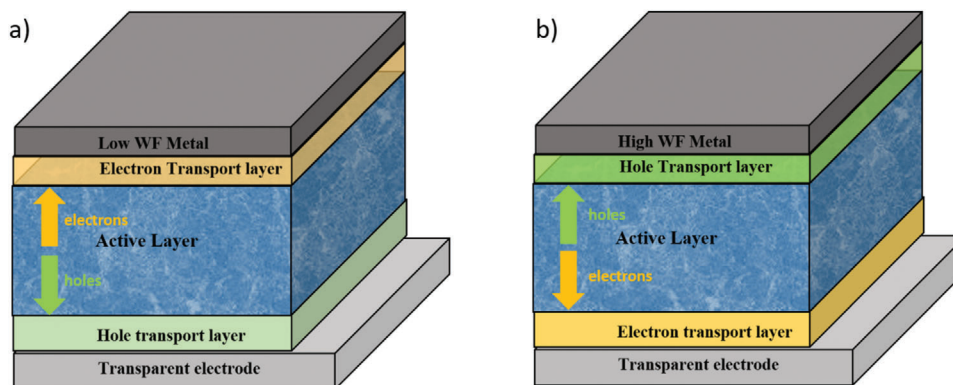 a)
Low WF Metal
Electron Transport layer
electrons
Active Layer
holes
Hole transport layer
Transparent electrode
b)
High WF Metal
Hole Transport layer
holes
Active Layer
electrons
Electron transport layer
Transparent electrode